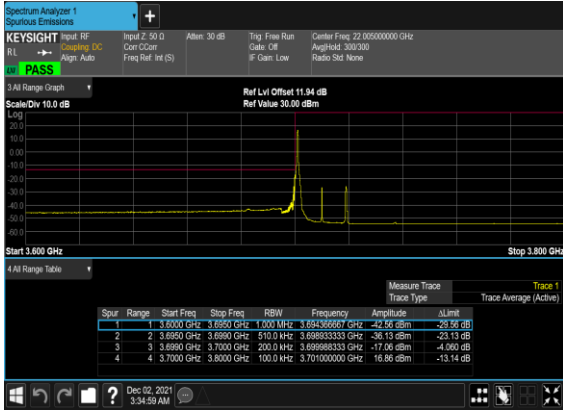 Spectrum Analyzer 1
Spurious Emissions
+
KEYSIGHT Input: RF Input Z: 50 Ω Atten: 30 dB Trig: Free Run Center Freq: 22.005000000 GHz
RL Coupling: DC Corr CCorr Gate: Off Avg|Hold: 300/300
Align: Auto Freq Ref: Int (S) IF Gain: Low Radio Std: None
PASS
3 All Range Graph
Ref Lvl Offset 11.94 dB
Scale/Div 10.0 dB Ref Value 30.00 dBm
Log
20.0
10.0
0.00
-10.0
-20.0
-30.0
-40.0
-50.0
-60.0
Start 3.600 GHz Stop 3.800 GHz
4 All Range Table
Measure Trace Trace 1
Trace Type Trace Average (Active)
Spur Range Start Freq Stop Freq RBW Frequency Amplitude ΔLimit
1 1 3.6000 GHz 3.6950 GHz 1.000 MHz 3.694366667 GHz -42.56 dBm -29.56 dB
2 2 3.6950 GHz 3.6990 GHz 510.0 kHz 3.698933333 GHz -36.13 dBm -23.13 dB
3 3 3.6990 GHz 3.7000 GHz 200.0 kHz 3.699988333 GHz -17.06 dBm -4.060 dB
4 4 3.7000 GHz 3.8000 GHz 100.0 kHz 3.701000000 GHz 16.86 dBm -13.14 dB
? Dec 02, 2021
3:34:59 AM